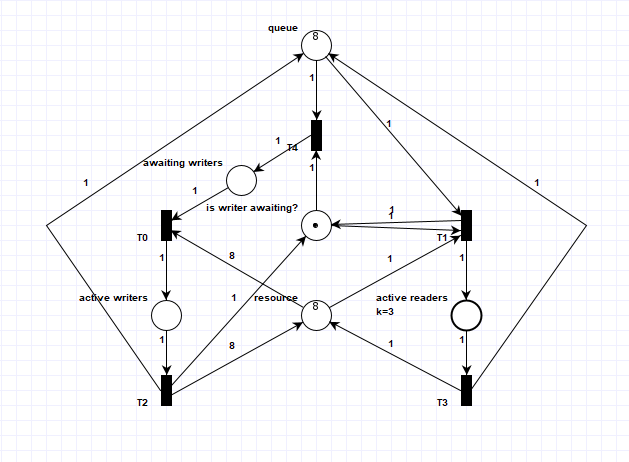 queue
8
1
T4
1
1
1
awaiting writers
1
1
1
1
is writer awaiting?
1
1
T0
T1
1
8
1
1
active writers
1
resource
8
active readers
k=3
1
8
1
1
T2
T3